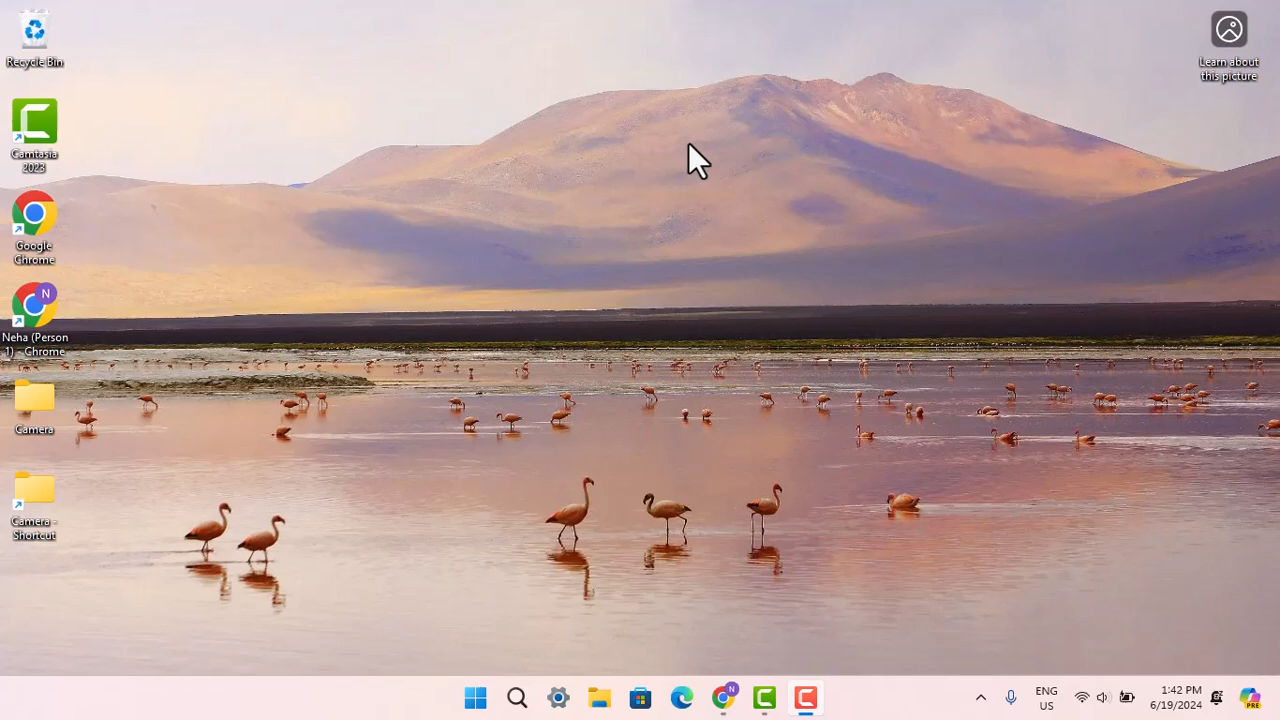 Recycle Bin
Camtasia
2023
Google
Chrome
N
Neha (Person
1) - Chrome
Camera
Camera -
Shortcut
Learn about
this picture
N
ENG
US
1:42 PM
6/19/2024
PRE